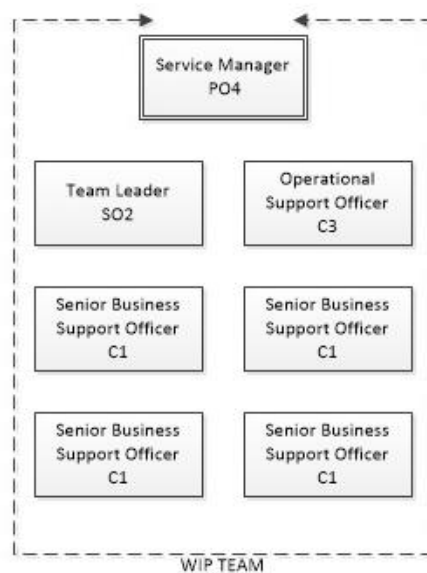 Service Manager
PO4
Team Leader
SO2
Operational
Support Officer
C3
Senior Business
Support Officer
C1
Senior Business
Support Officer
C1
Senior Business
Support Officer
C1
Senior Business
Support Officer
C1
WIP TEAM